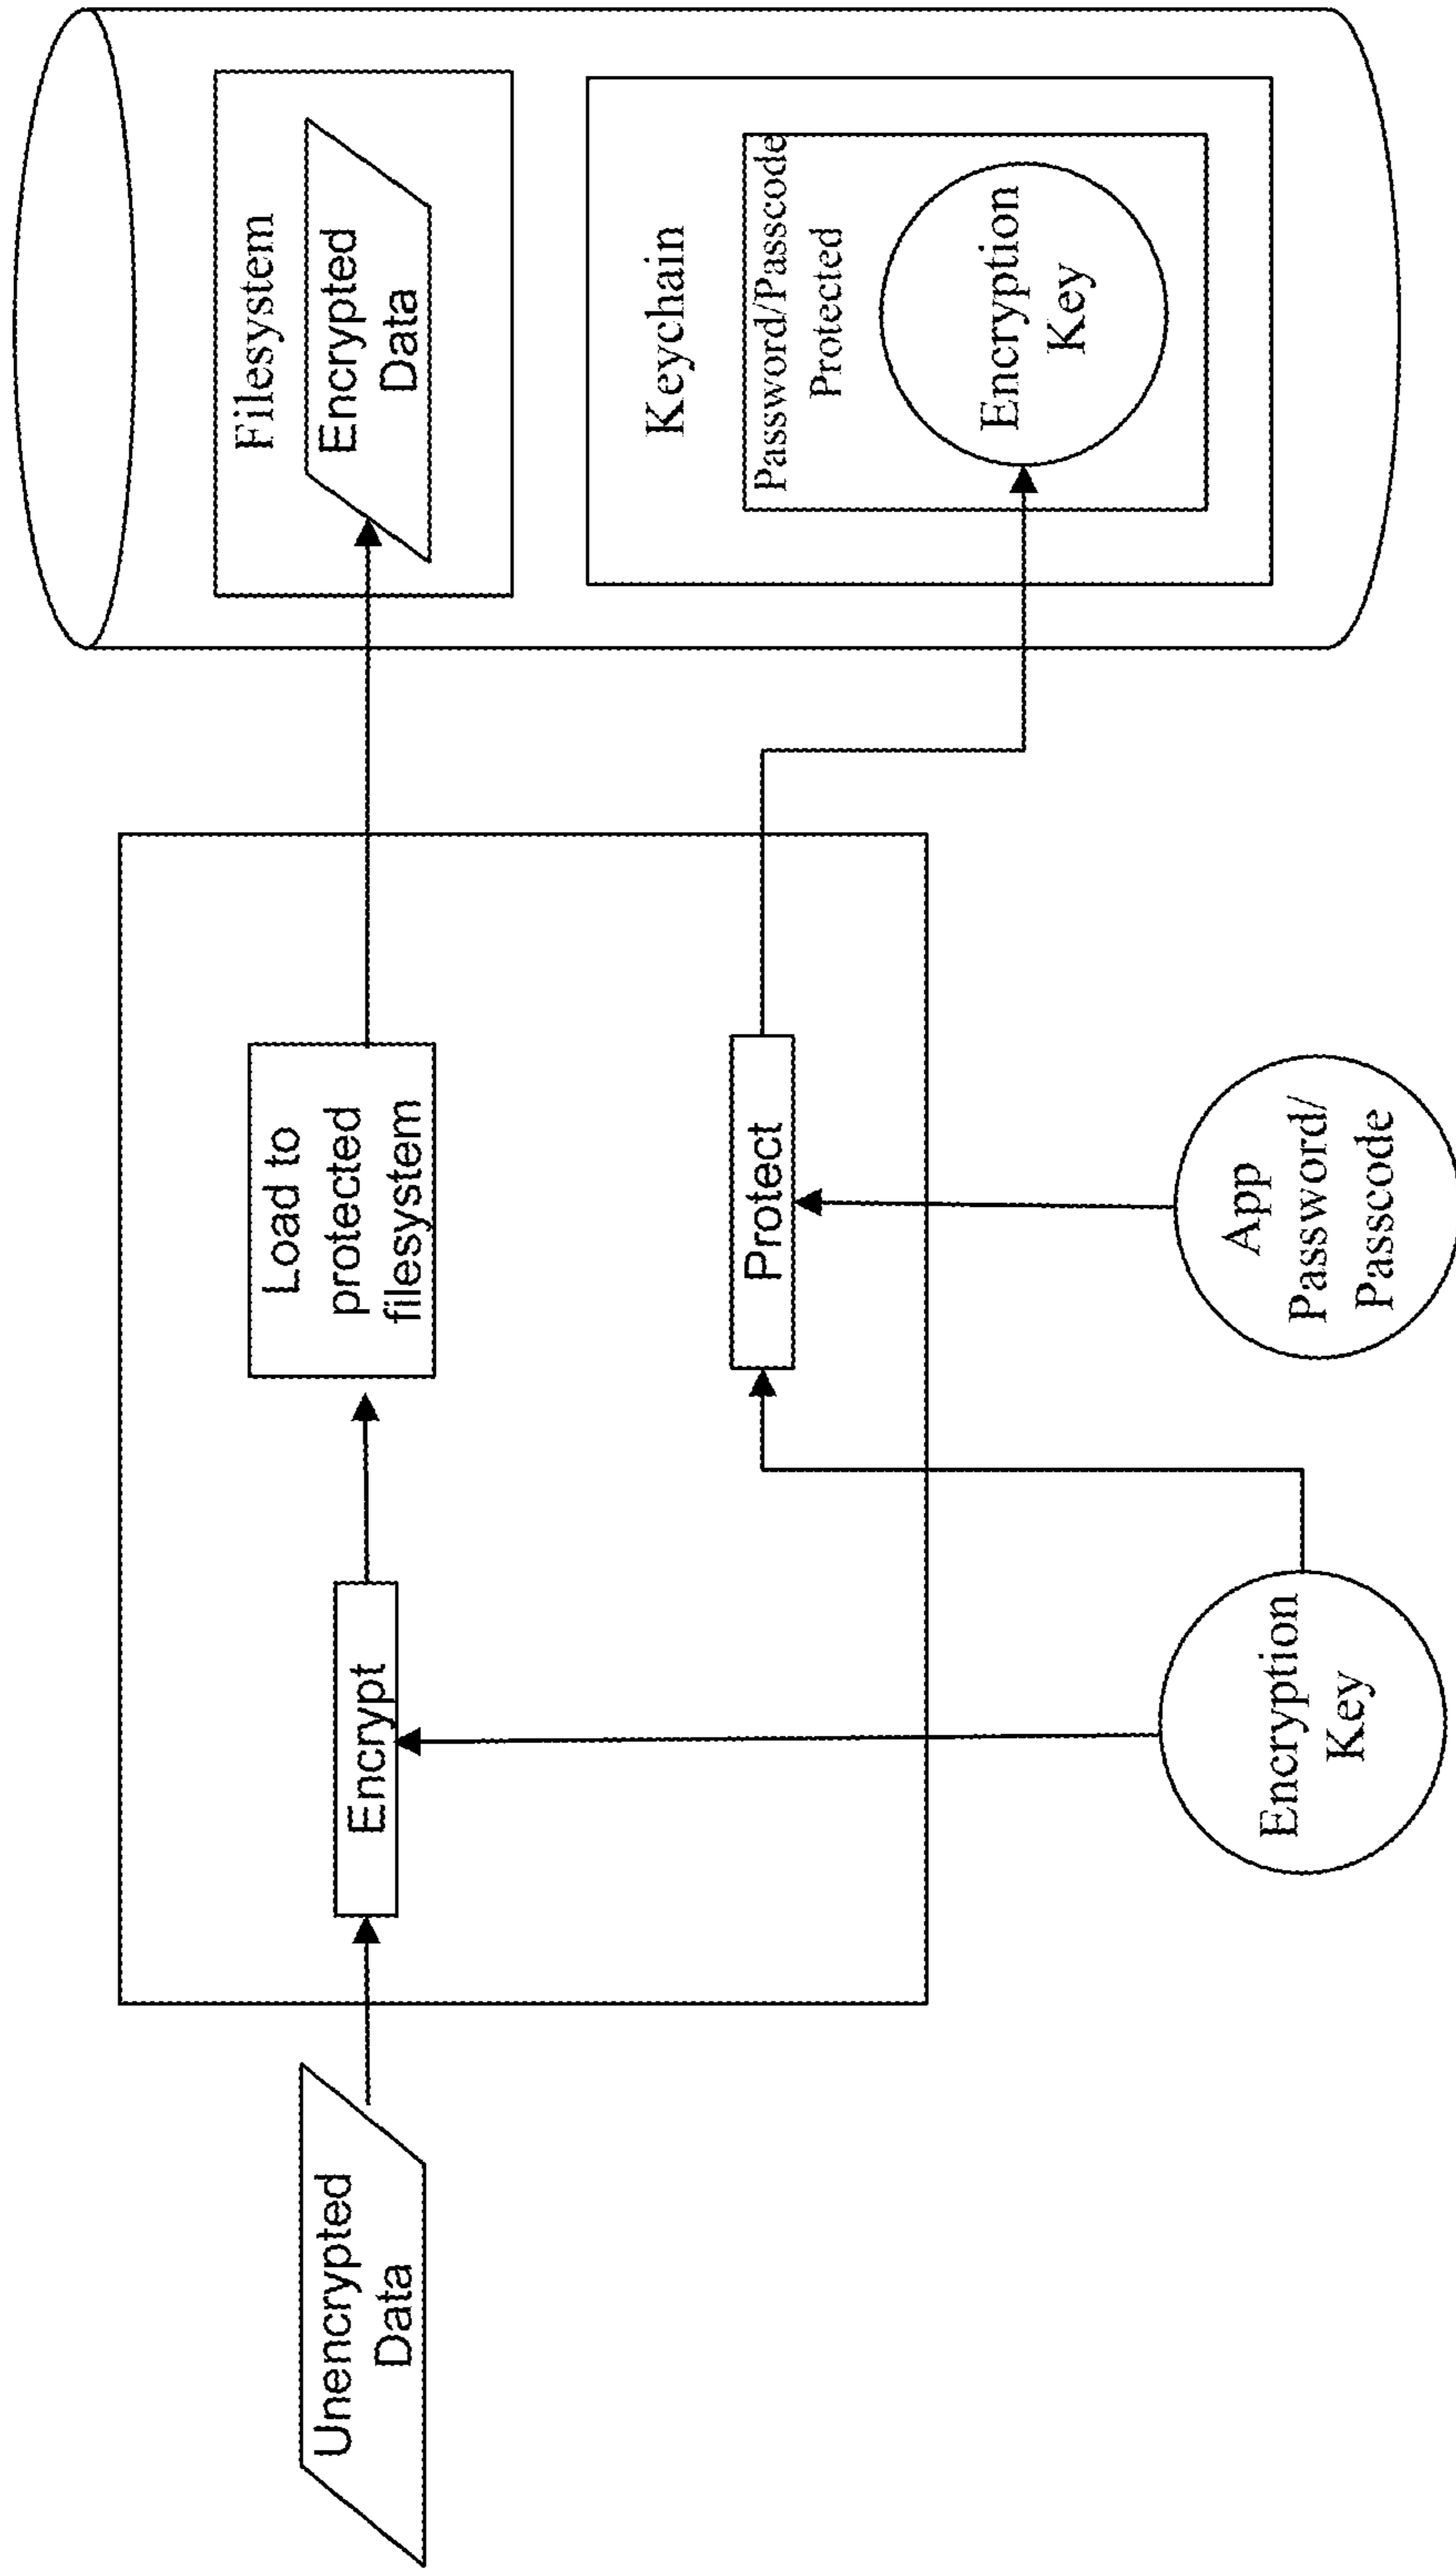 Unencrypted
Data
Encrypt
Load to
protected
filesystem
Filesystem
Encrypted
Data
Protect
Keychain
Password/Passcode
Protected
Encryption
Key
Encryption
Key
App
Password/
Passcode